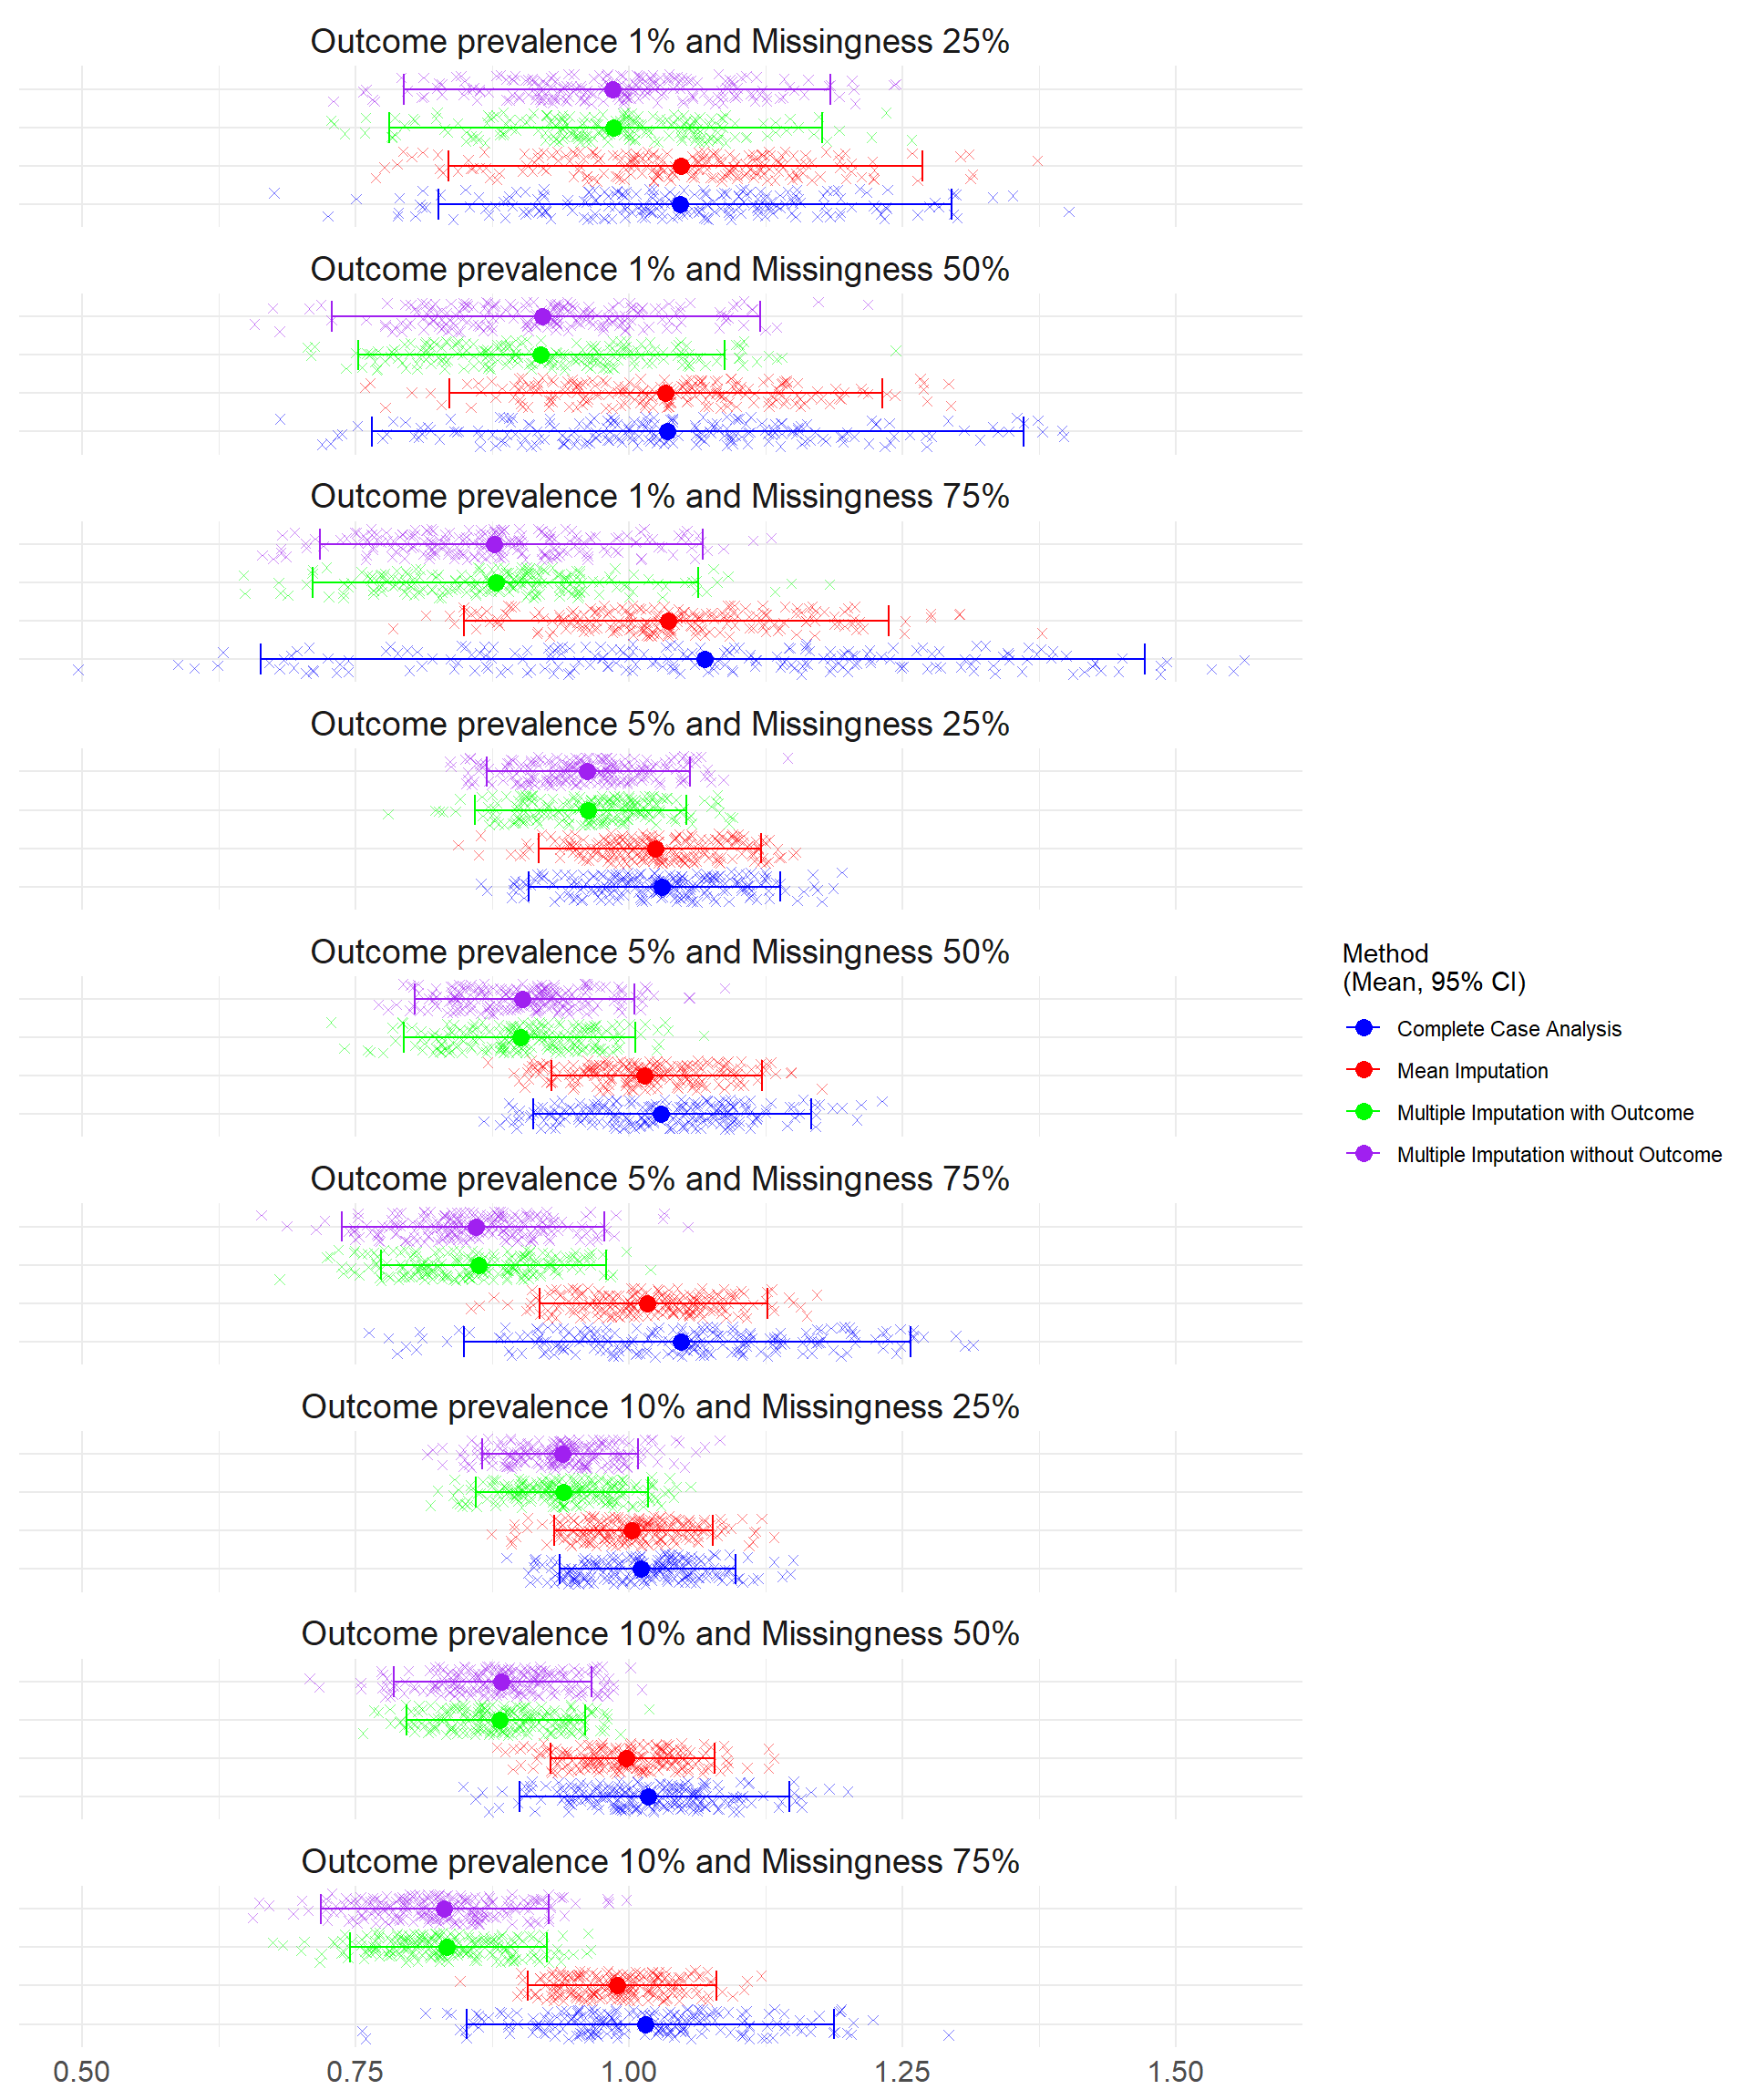 Outcome prevalence 1% and Missingness 25%
Outcome prevalence 1% and Missingness 50%
Outcome prevalence 1% and Missingness 75%
Outcome prevalence 5% and Missingness 25%
Outcome prevalence 5% and Missingness 50%
Outcome prevalence 5% and Missingness 75%
Outcome prevalence 10% and Missingness 25%
Outcome prevalence 10% and Missingness 50%
Outcome prevalence 10% and Missingness 75%
0.50 0.75 1.00 1.25 1.50
Method
(Mean, 95% CI)
Complete Case Analysis
Mean Imputation
Multiple Imputation with Outcome
Multiple Imputation without Outcome